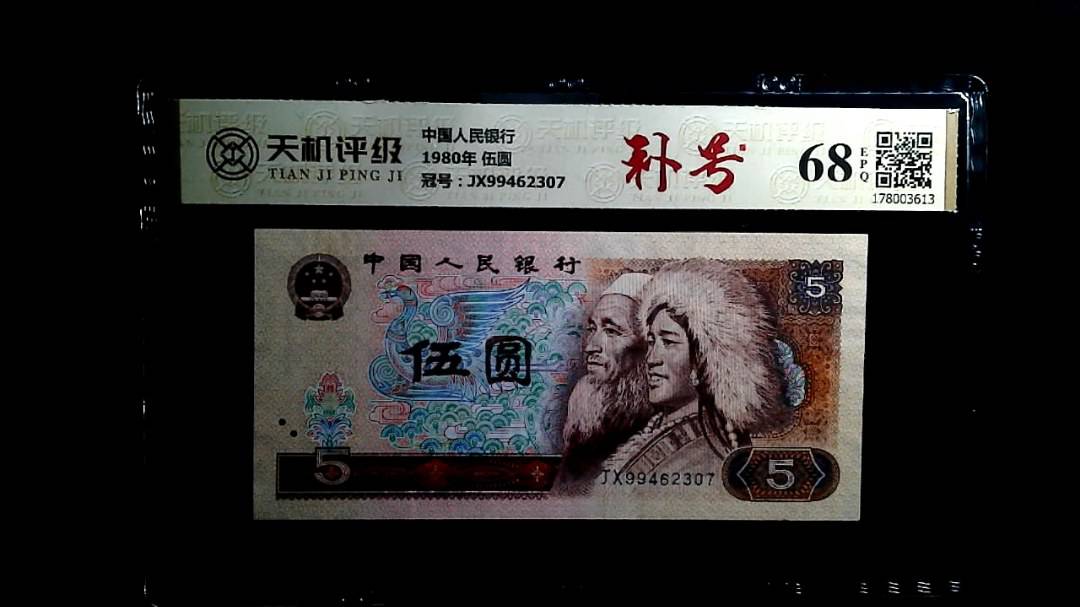 天机评级
TIAN JI PING JI
中国人民银行
1980年 伍圆
冠号：JX99462307
补号
68
EPQ
178003613
中国人民银行
5
伍圆
5
JX99462307
5